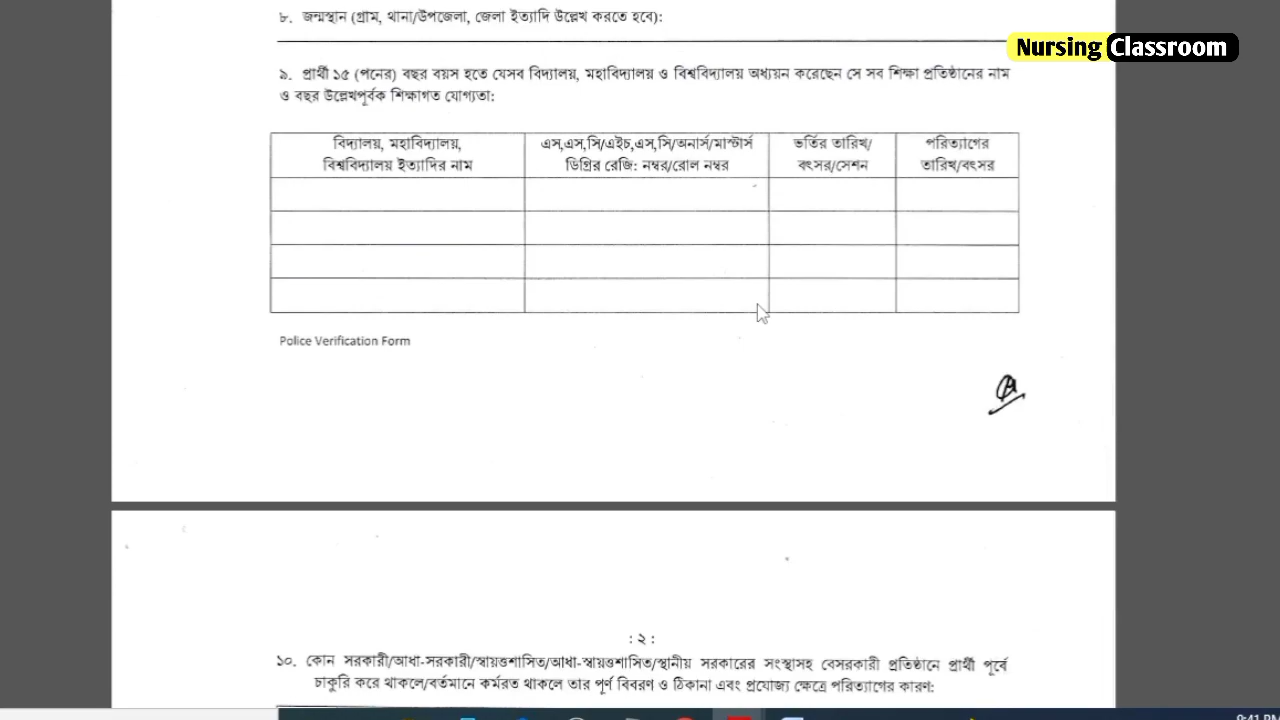 ৮. জন্মস্থান (গ্রাম, থানা/উপজেলা, জেলা ইত্যাদি উল্লেখ করতে হবে):
Nursing Classroom
৯. প্রার্থী ১৫ (পনের) বছর বয়স হতে যেসব বিদ্যালয়, মহাবিদ্যালয় ও বিশ্ববিদ্যালয় অধ্যয়ন করেছেন সে সব শিক্ষা প্রতিষ্ঠানের নাম
ও বছর উল্লেখপূর্বক শিক্ষাগত যোগ্যতা:
বিদ্যালয়, মহাবিদ্যালয়,
বিশ্ববিদ্যালয় ইত্যাদির নাম
এস,এস,সি/এইচ,এস,সি/অনার্স/মাস্টার্স
ডিগ্রির রেজি: নম্বর/রোল নম্বর
ভর্তির তারিখ/
বৎসর/সেশন
পরিত্যাগের
তারিখ/বৎসর
Police Verification Form
: ২ :
১০. কোন সরকারী/আধা-সরকারী/স্বায়ত্তশাসিত/আধা-স্বায়ত্তশাসিত/স্থানীয় সরকারের সংস্থাসহ বেসরকারী প্রতিষ্ঠানে প্রার্থী পূর্বে
চাকুরি করে থাকলে/বর্তমানে কর্মরত থাকলে তার পূর্ণ বিবরণ ও ঠিকানা এবং প্রযোজ্য ক্ষেত্রে পরিত্যাগের কারণ: